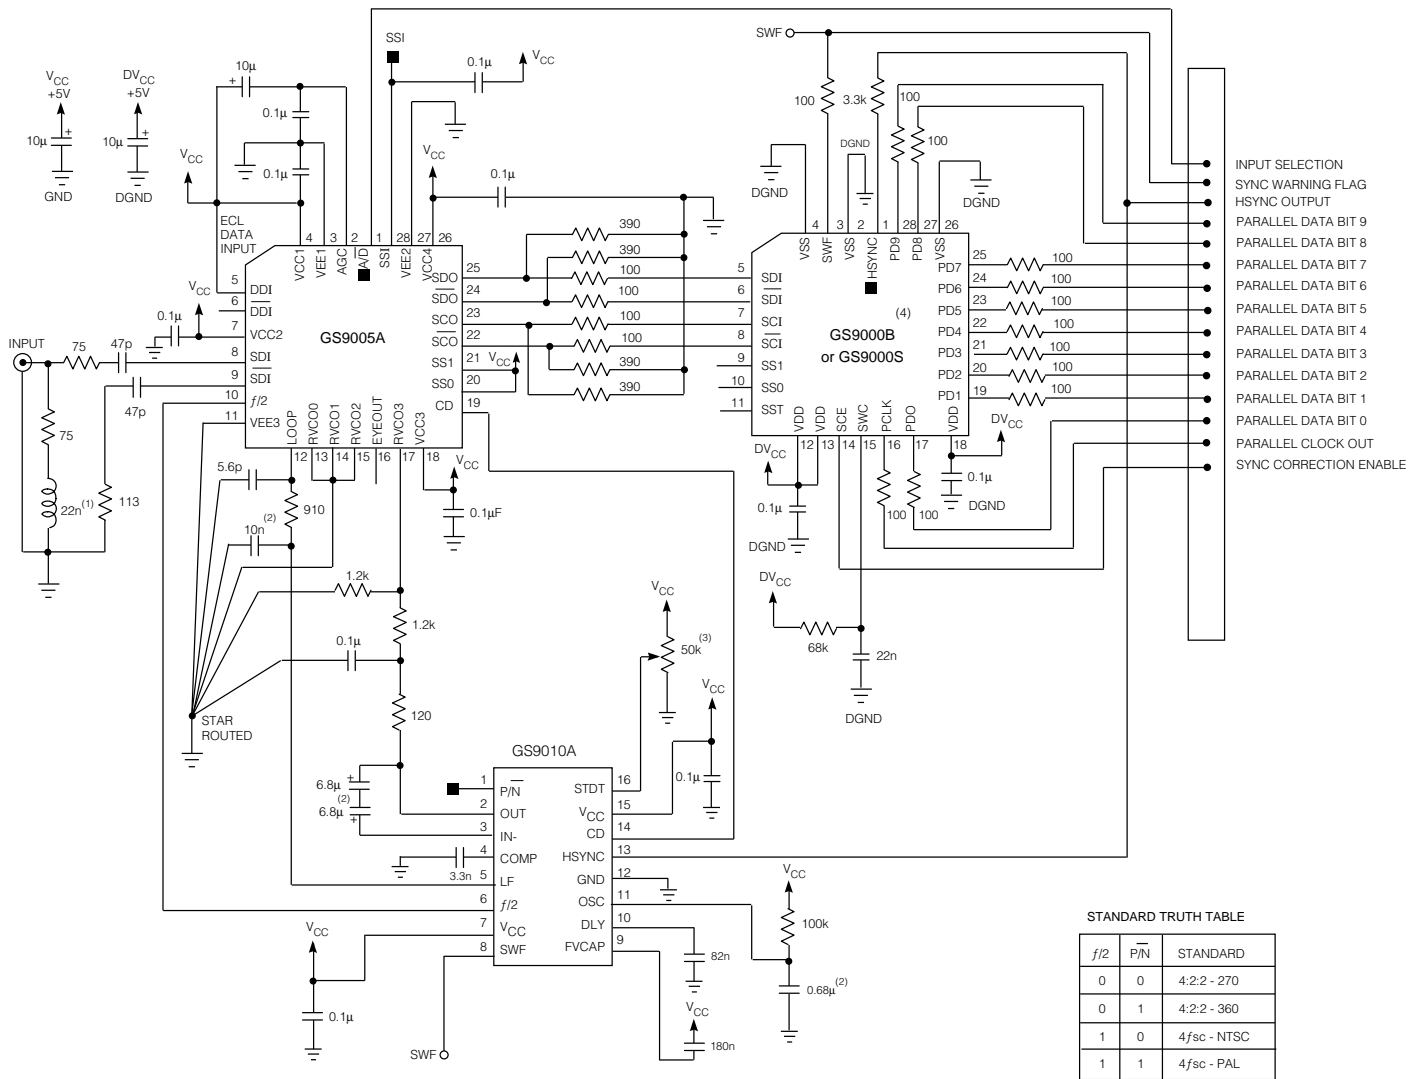 SSI
SWF
INPUT SELECTION
SYNC WARNING FLAG
HSYNC OUTPUT
PARALLEL DATA BIT 9
PARALLEL DATA BIT 8
PARALLEL DATA BIT 7
PARALLEL DATA BIT 6
PARALLEL DATA BIT 5
PARALLEL DATA BIT 4
PARALLEL DATA BIT 3
PARALLEL DATA BIT 2
PARALLEL DATA BIT 1
PARALLEL DATA BIT 0
PARALLEL CLOCK OUT
SYNC CORRECTION ENABLE
VCC
+5V
10µ
GND
DVCC
+5V
10µ
DGND
VCC
10µ
+
0.1µ
0.1µ
0.1µ
VCC
VCC
0.1µ
ECL
DATA
INPUT
4 3 2 1 28 27 26
VCC1
VEE1
AGC
A/D
SSI
VEE2
VCC4
5 DDI
6 DDI
7 VCC2
8 SDI
9 SDI
10 f/2
11 VEE3
GS9005A
SDO 25
SDO 24
SCO 23
SCO 22
SS1 21
SS0 20
CD 19
LOOP
RVCO0
RVCO1
RVCO2
EYEOUT
RVCO3
VCC3
12 13 14 15 16 17 18
VCC
0.1µ
INPUT
75
47p
47p
75
22n(1)
113
390
390
100
100
100
100
390
390
VCC
VCC
0.1µF
5.6p
910
(2)
10n
1.2k
1.2k
0.1µ
120
STAR
ROUTED
6.8µ
(2)
6.8µ
100
3.3k
100
100
DGND
DGND
DGND
4 3 2 1 28 27 26
VSS
SWF
VSS
HSYNC
PD9
PD8
VSS
5 SDI
6 SDI
7 SCI
8 SCI
9 SS1
10 SS0
11 SST
(4)
GS9000B
or GS9000S
PD7 25 100
PD6 24 100
PD5 23 100
PD4 22 100
PD3 21 100
PD2 20 100
PD1 19 100
VDD
VDD
SCE
SWC
PCLK
PDO
VDD
12 13 14 15 16 17 18
DVCC
0.1µ
DGND
100
100
DVCC
0.1µ
DGND
DVCC
68k
22n
DGND
VCC
50k (3)
VCC
0.1µ
GS9010A
1 P/N
2 OUT
3 IN-
4 COMP
5 LF
6 f/2
7 VCC
8 SWF
STDT 16
VCC 15
CD 14
HSYNC 13
GND 12
OSC 11
DLY 10
FVCAP 9
3.3n
VCC
0.1µ
SWF
82n
VCC
180n
VCC
100k
0.68µ(2)
STANDARD TRUTH TABLE
f/2 P/N STANDARD
0 0 4:2:2 - 270
0 1 4:2:2 - 360
1 0 4fsc - NTSC
1 1 4fsc - PAL